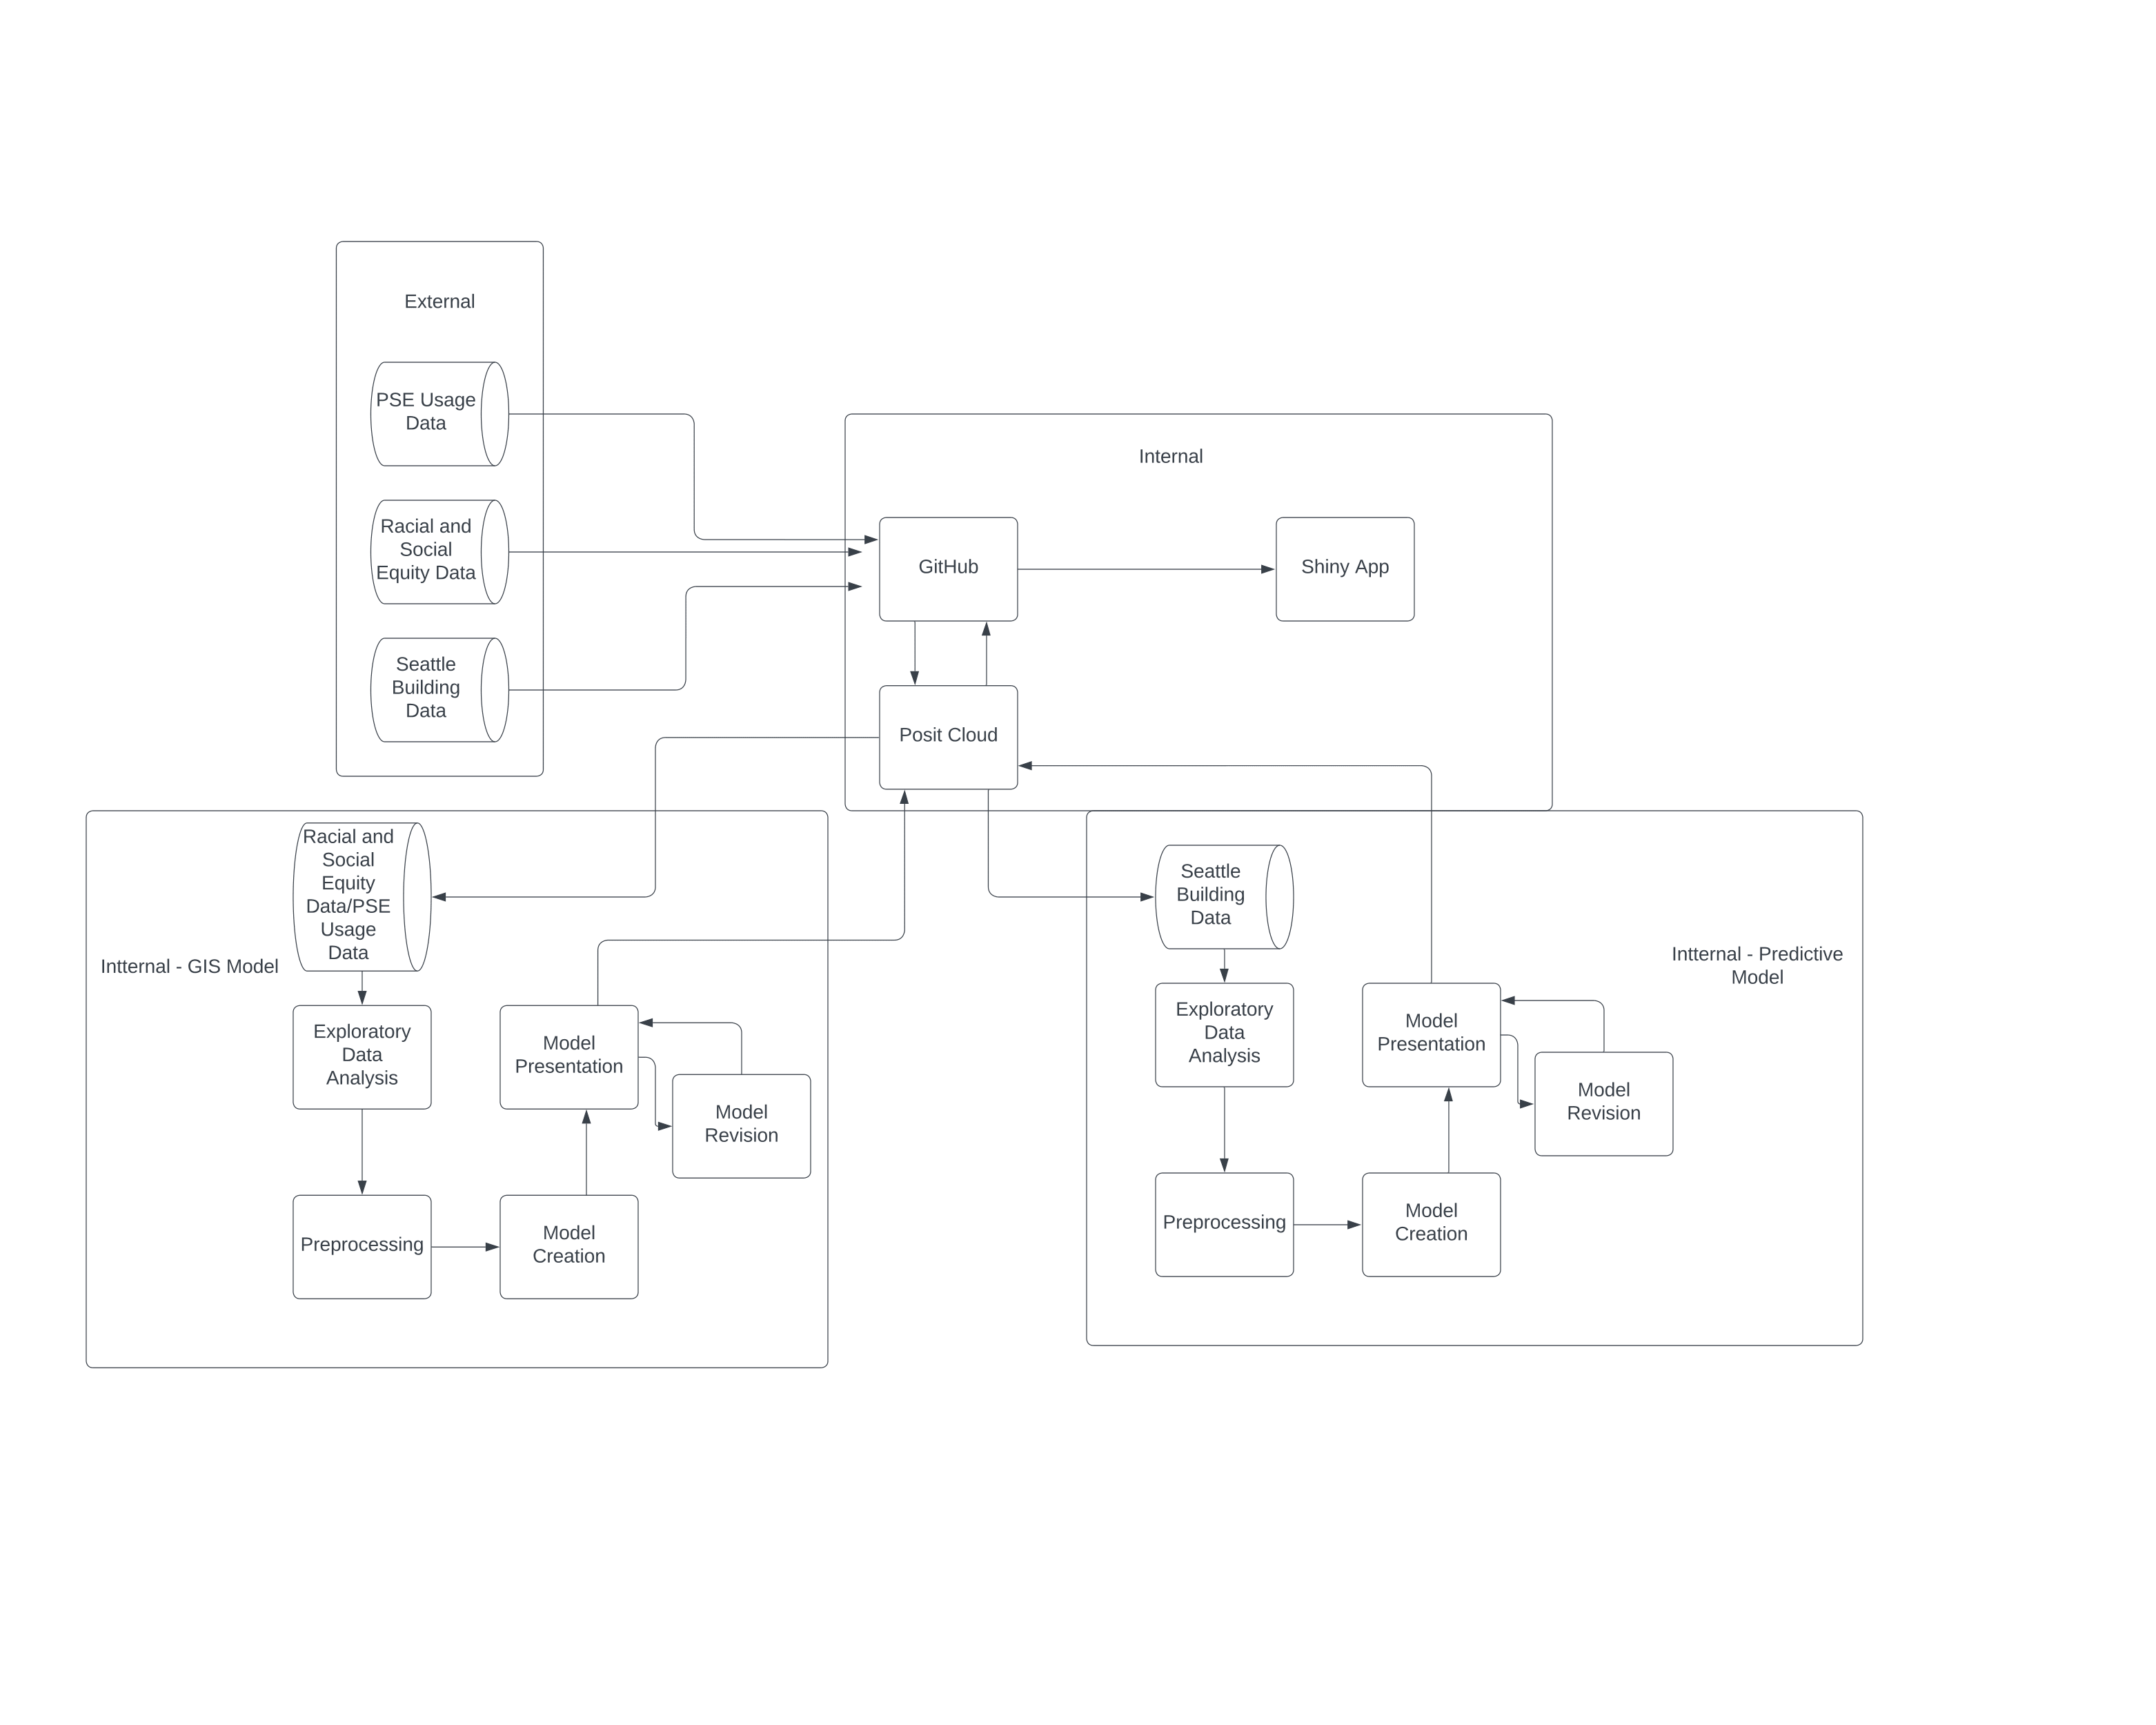 External
PSE Usage
Data
Racial and
Social
Equity Data
Seattle
Building
Data
Internal
GitHub
Shiny App
Posit Cloud
Intternal - GIS Model
Racial and
Social
Equity
Data/PSE
Usage
Data
Exploratory
Data
Analysis
Preprocessing
Model
Creation
Model
Presentation
Model
Revision
Intternal - Predictive
Model
Seattle
Building
Data
Exploratory
Data
Analysis
Preprocessing
Model
Creation
Model
Presentation
Model
Revision